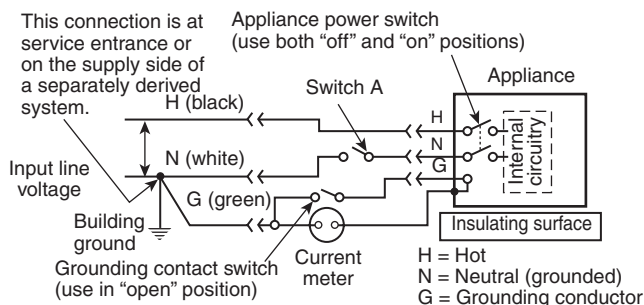 This connection is at
service entrance or
on the supply side of
a separately derived
system.
Appliance power switch
(use both “off” and “on” positions)
Switch A
Appliance
H (black)
H
N (white)
N
G
Internal
circuitry
Input line
voltage
G (green)
Building
ground
Insulating surface
Grounding contact switch
(use in “open” position)
Current
meter
H = Hot
N = Neutral (grounded)
G = Grounding conductor